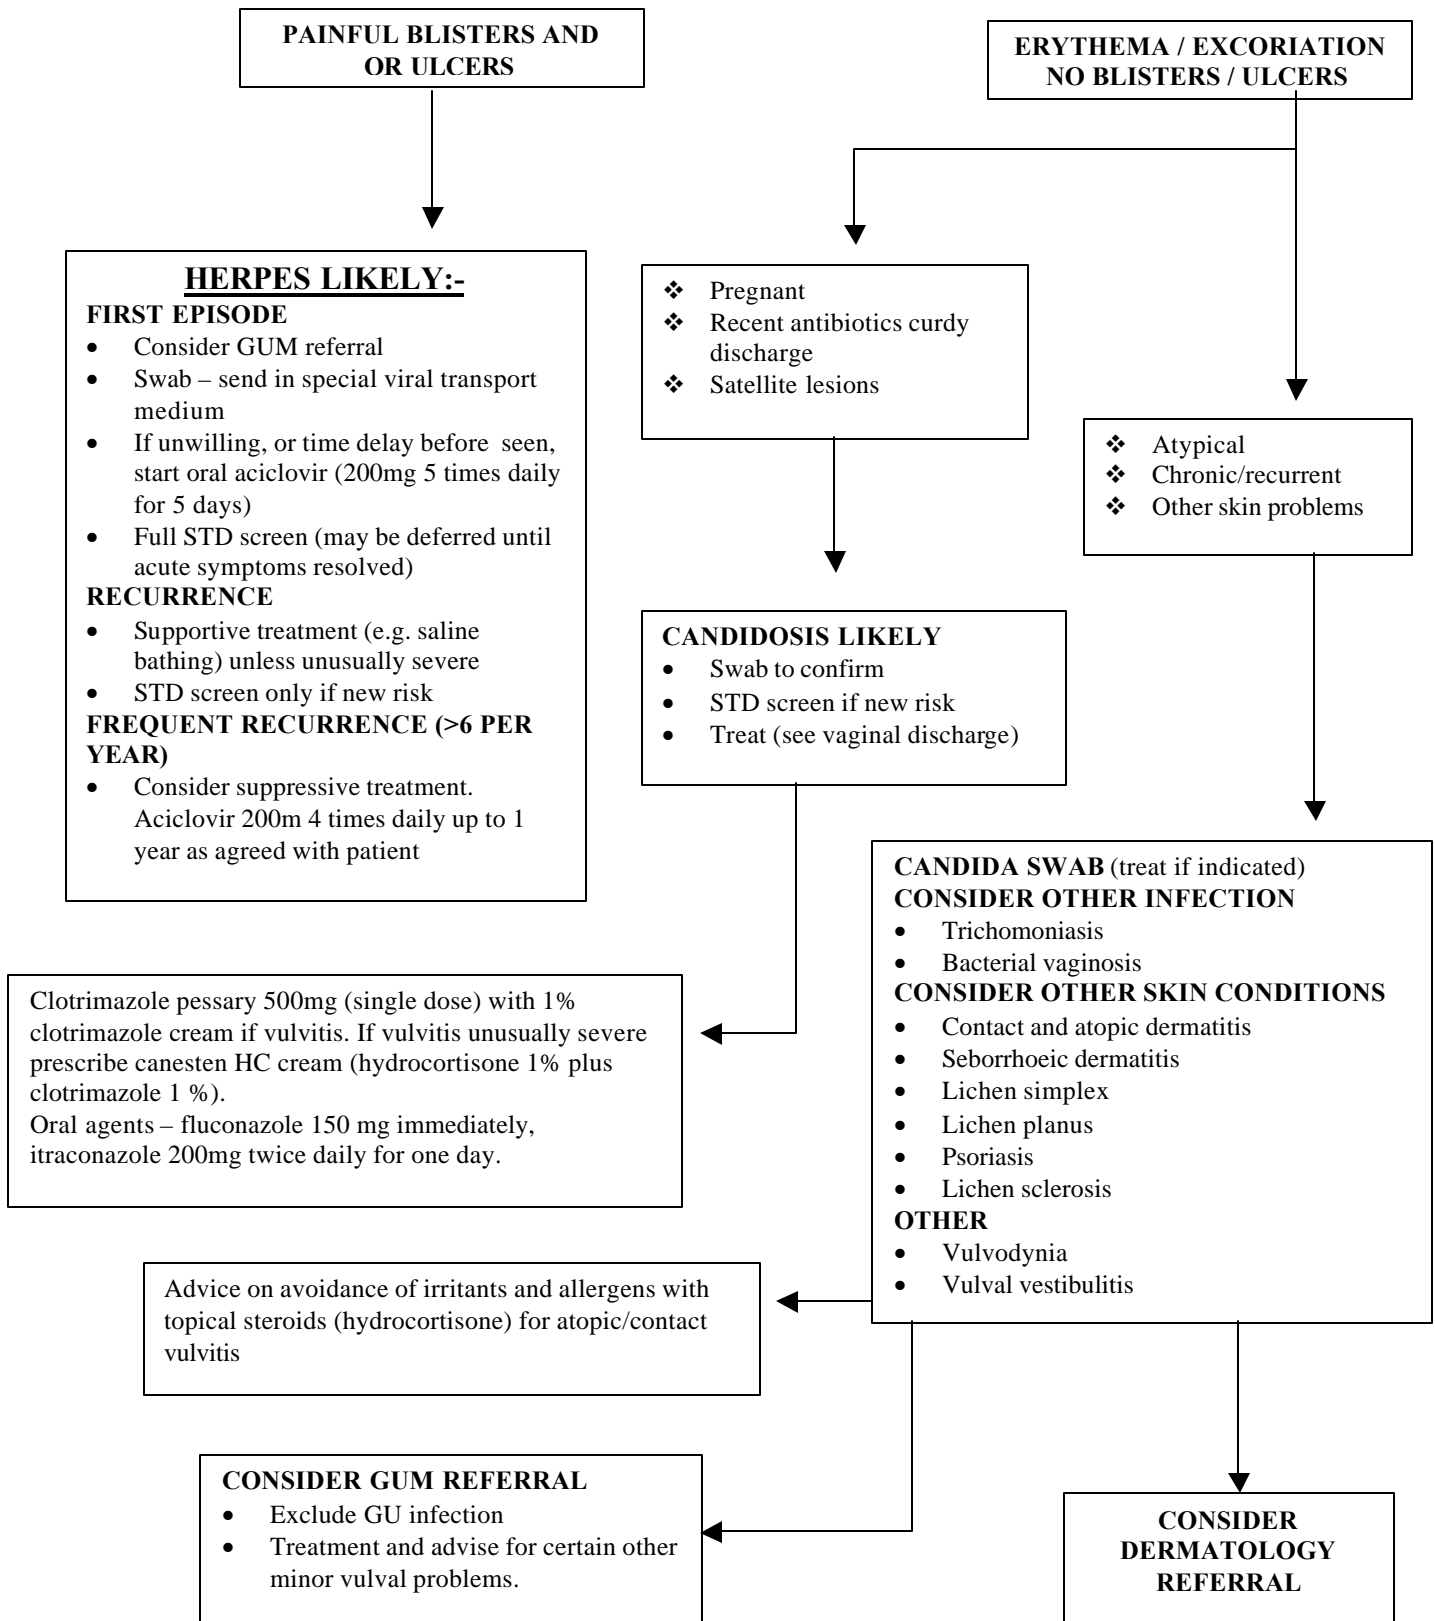 PAINFUL BLISTERS AND
OR ULCERS
ERYTHEMA / EXCORIATION
NO BLISTERS / ULCERS
HERPES LIKELY:-
FIRST EPISODE
• Consider GUM referral
• Swab – send in special viral transport
medium
• If unwilling, or time delay before seen,
start oral aciclovir (200mg 5 times daily
for 5 days)
• Full STD screen (may be deferred until
acute symptoms resolved)
RECURRENCE
• Supportive treatment (e.g. saline
bathing) unless unusually severe
• STD screen only if new risk
FREQUENT RECURRENCE (>6 PER
YEAR)
• Consider suppressive treatment.
Aciclovir 200m 4 times daily up to 1
year as agreed with patient
❖ Pregnant
❖ Recent antibiotics curdy
discharge
❖ Satellite lesions
❖ Atypical
❖ Chronic/recurrent
❖ Other skin problems
CANDIDOSIS LIKELY
• Swab to confirm
• STD screen if new risk
• Treat (see vaginal discharge)
CANDIDA SWAB (treat if indicated)
CONSIDER OTHER INFECTION
• Trichomoniasis
• Bacterial vaginosis
CONSIDER OTHER SKIN CONDITIONS
• Contact and atopic dermatitis
• Seborrhoeic dermatitis
• Lichen simplex
• Lichen planus
• Psoriasis
• Lichen sclerosis
OTHER
• Vulvodynia
• Vulval vestibulitis
Clotrimazole pessary 500mg (single dose) with 1%
clotrimazole cream if vulvitis. If vulvitis unusually severe
prescribe canesten HC cream (hydrocortisone 1% plus
clotrimazole 1 %).
Oral agents – fluconazole 150 mg immediately,
itraconazole 200mg twice daily for one day.
Advice on avoidance of irritants and allergens with
topical steroids (hydrocortisone) for atopic/contact
vulvitis
CONSIDER GUM REFERRAL
• Exclude GU infection
• Treatment and advise for certain other
minor vulval problems.
CONSIDER
DERMATOLOGY
REFERRAL